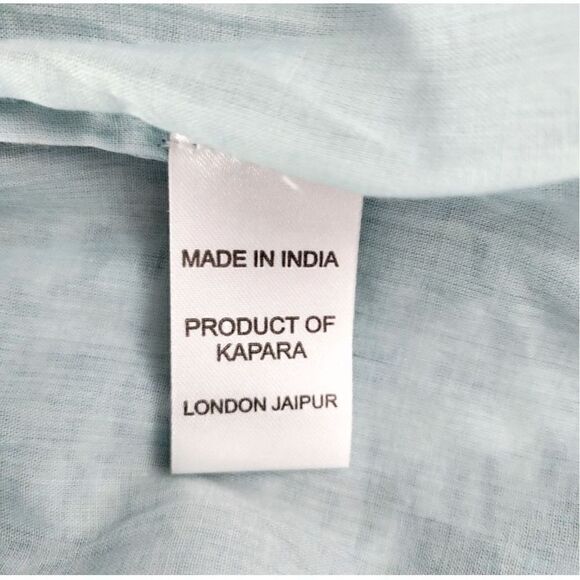 MADE IN INDIA
PRODUCT OF
KAPARA
LONDON JAIPUR